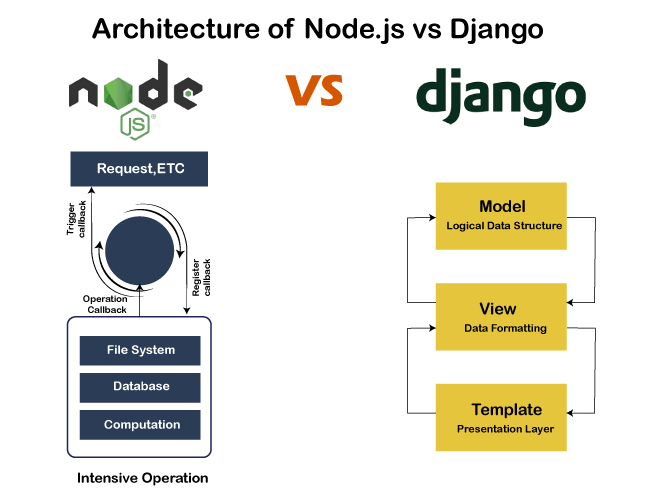 Architecture of Node.js vs Django
node
JS®
vs
django
Request,ETC
Trigger
callback
Register
callback
Operation
Callback
File System
Database
Computation
Intensive Operation
Model
Logical Data Structure
View
Data Formatting
Template
Presentation Layer